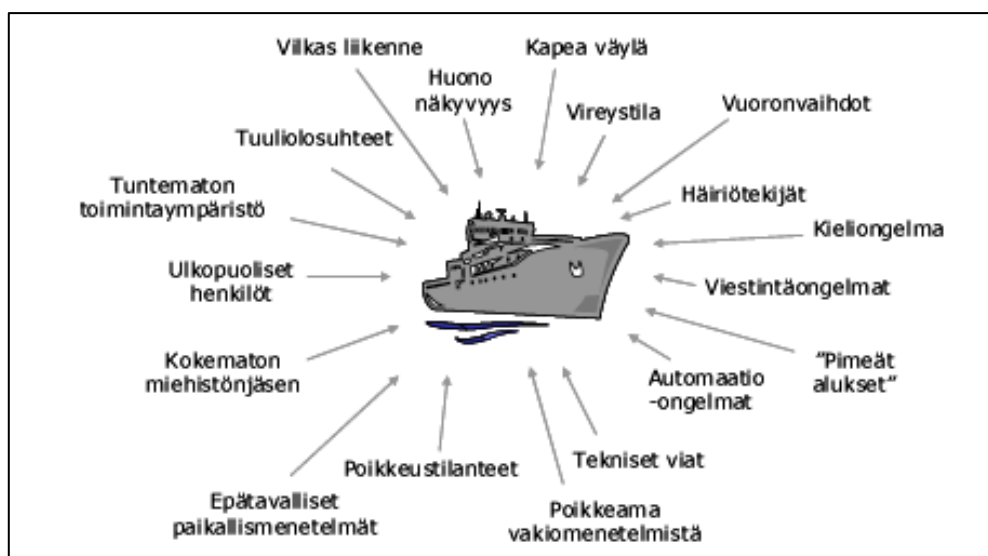 Vilkas liikenne
Kapea väylä
Huono
näkyvyys
Vireystila
Vuoronvaihdot
Tuuliolosuhteet
Tuntematon
toimintaympäristö
Häiriötekijät
Kieliongelma
Ulkopuoliset
henkilöt
Viestintäongelmat
Kokematon
miehistönjäsen
"Pimeät
alukset"
Automaatio
-ongelmat
Poikkeustilanteet
Tekniset viat
Epätavalliset
paikallismenetelmät
Poikkeama
vakiomenetelmistä